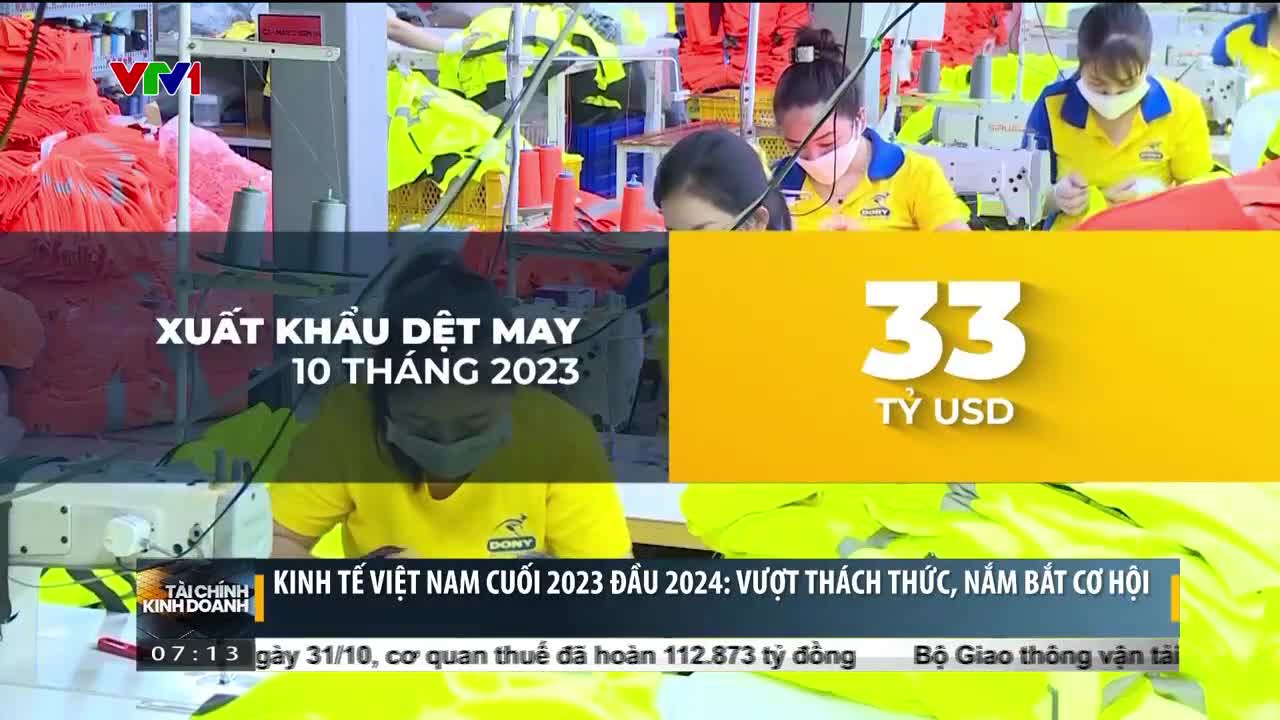 VTV1
XUẤT KHẨU DỆT MAY
10 THÁNG 2023
33
TỶ USD
DONY
DONY
TÀI CHÍNH
KINH DOANH
KINH TẾ VIỆT NAM CUỐI 2023 ĐẦU 2024: VƯỢT THÁCH THỨC, NẮM BẮT CƠ HỘI
07:13
gày 31/10, cơ quan thuế đã hoàn 112.873 tỷ đồng Bộ Giao thông vận tải